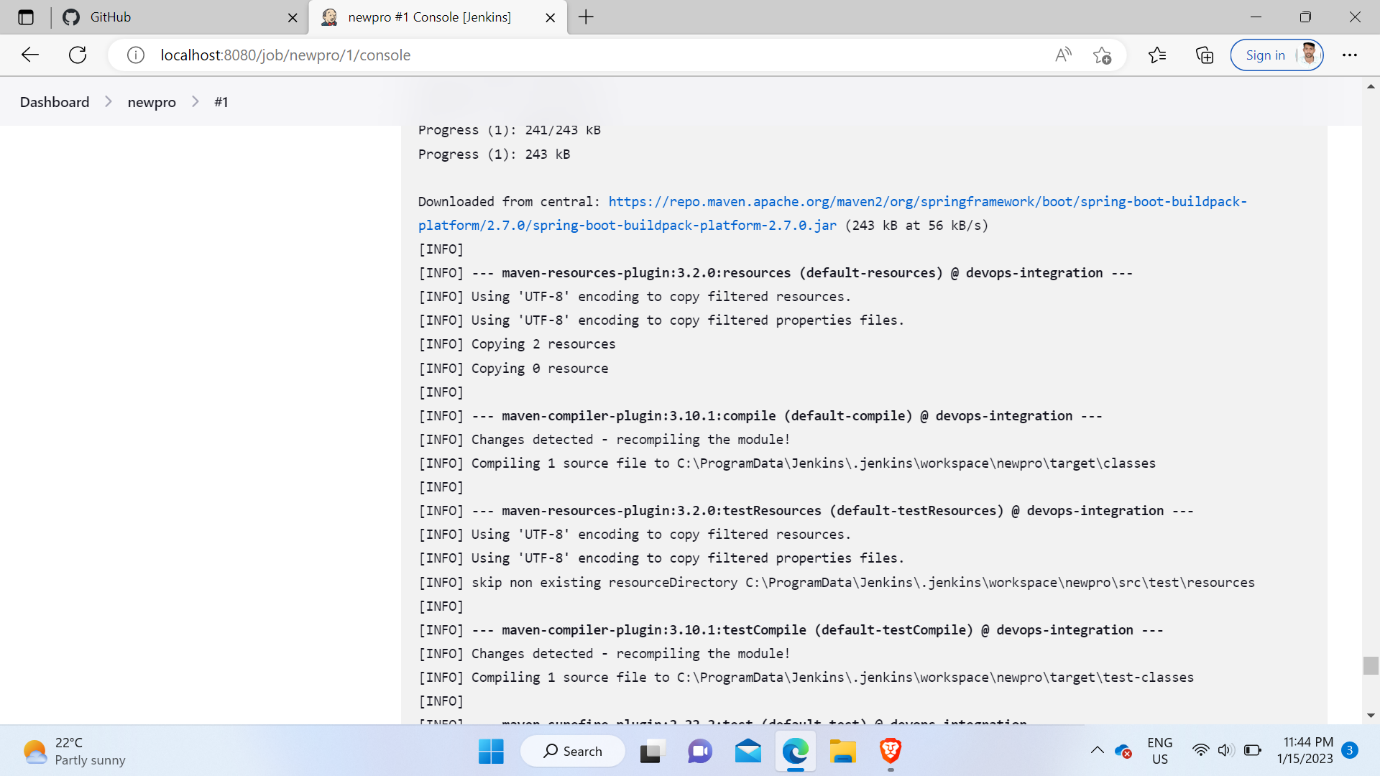 GitHub
newpro #1 Console [Jenkins]
localhost:8080/job/newpro/1/console
Sign in
Dashboard
newpro
#1
Progress (1): 241/243 kB
Progress (1): 243 kB
Downloaded from central: https://repo.maven.apache.org/maven2/org/springframework/boot/spring-boot-buildpack-
platform/2.7.0/spring-boot-buildpack-platform-2.7.0.jar (243 kB at 56 kB/s)
[INFO]
[INFO] --- maven-resources-plugin:3.2.0:resources (default-resources) @ devops-integration ---
[INFO] Using 'UTF-8' encoding to copy filtered resources.
[INFO] Using 'UTF-8' encoding to copy filtered properties files.
[INFO] Copying 2 resources
[INFO] Copying 0 resource
[INFO]
[INFO] --- maven-compiler-plugin:3.10.1:compile (default-compile) @ devops-integration ---
[INFO] Changes detected - recompiling the module!
[INFO] Compiling 1 source file to C:\ProgramData\Jenkins\.jenkins\workspace\newpro\target\classes
[INFO]
[INFO] --- maven-resources-plugin:3.2.0:testResources (default-testResources) @ devops-integration ---
[INFO] Using 'UTF-8' encoding to copy filtered resources.
[INFO] Using 'UTF-8' encoding to copy filtered properties files.
[INFO] skip non existing resourceDirectory C:\ProgramData\Jenkins\.jenkins\workspace\newpro\src\test\resources
[INFO]
[INFO] --- maven-compiler-plugin:3.10.1:testCompile (default-testCompile) @ devops-integration ---
[INFO] Changes detected - recompiling the module!
[INFO] Compiling 1 source file to C:\ProgramData\Jenkins\.jenkins\workspace\newpro\target\test-classes
[INFO]
22°C
Partly sunny
Search
ENG
US
11:44 PM
1/15/2023
3